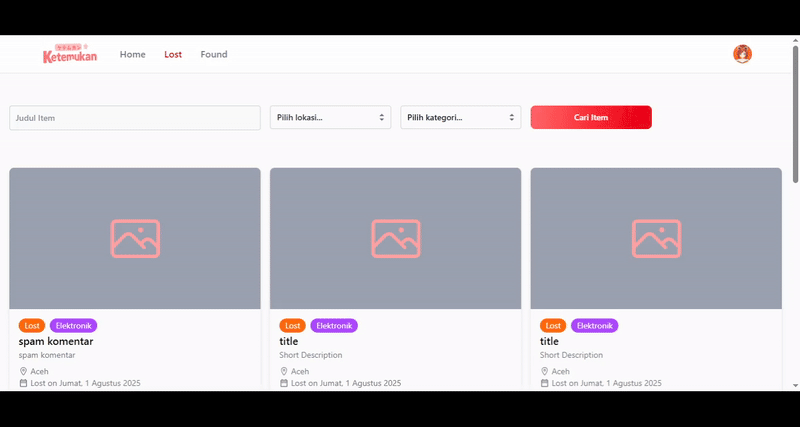 Ketemukan
Home Lost Found
Judul Item Pilih lokasi... Pilih kategori... Cari Item
Lost Elektronik
spam komentar
spam komentar
Aceh
Lost on Jumat, 1 Agustus 2025
Lost Elektronik
title
Short Description
Aceh
Lost on Jumat, 1 Agustus 2025
Lost Elektronik
title
Short Description
Aceh
Lost on Jumat, 1 Agustus 2025